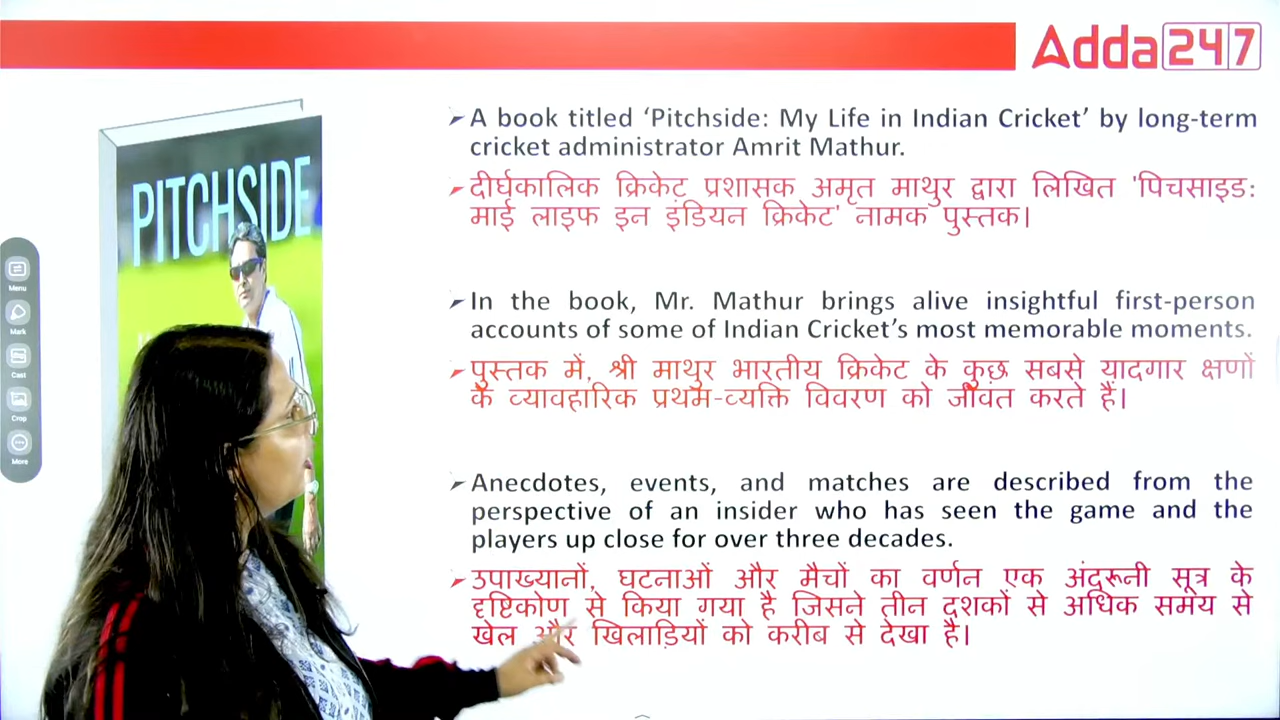 Adda247
PITCHSIDE
➢ A book titled ‘Pitchside: My Life in Indian Cricket’ by long-term
cricket administrator Amrit Mathur.
➢ दीर्घकालिक क्रिकेट प्रशासक अमृत माथुर द्वारा लिखित 'पिचसाइड:
माई लाइफ इन इंडियन क्रिकेट' नामक पुस्तक।
➢ In the book, Mr. Mathur brings alive insightful first-person
accounts of some of Indian Cricket’s most memorable moments.
➢ पुस्तक में, श्री माथुर भारतीय क्रिकेट के कुछ सबसे यादगार क्षणों
के व्यावहारिक प्रथम-व्यक्ति विवरण को जीवंत करते हैं।
➢ Anecdotes, events, and matches are described from the
perspective of an insider who has seen the game and the
players up close for over three decades.
➢ उपाख्यानों, घटनाओं और मैचों का वर्णन एक अंदरूनी सूत्र के
दृष्टिकोण से किया गया है जिसने तीन दशकों से अधिक समय से
खेल और खिलाड़ियों को करीब से देखा है।
Menu
Mark
Cast
Crop
More